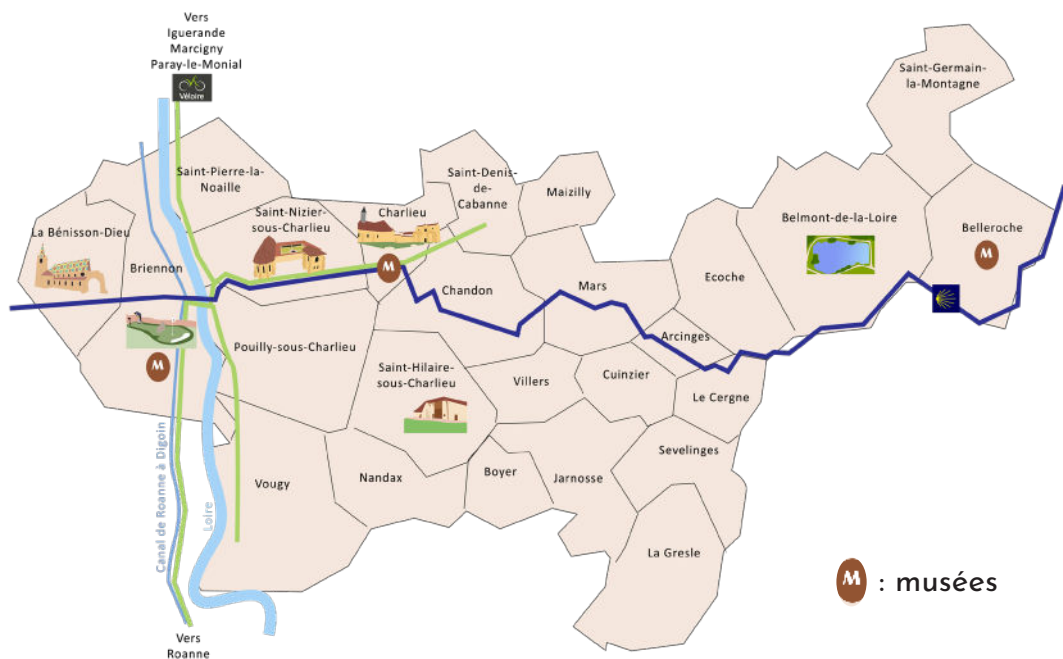 Vers
Iguerande
Marcigny
Paray-le-Monial
Véloire
Saint-Germain-
la-Montagne
Saint-Pierre-la-
Noaille
Saint-Denis-
de-
Cabanne
Maizilly
Saint-Nizier-
sous-Charlieu
Charlieu
Belmont-de-la-Loire
La Bénisson-Dieu
Belleroche
M
Briennon
M
Ecoche
Chandon
Mars
Arcinges
Pouilly-sous-Charlieu
M
Saint-Hilaire-
sous-Charlieu
Villers
Cuinzier
Le Cergne
Sevelinges
Vougy
Nandax
Boyer
Jarnosse
Canal de Roanne à Digoin
Loire
La Gresle
M : musées
Vers
Roanne